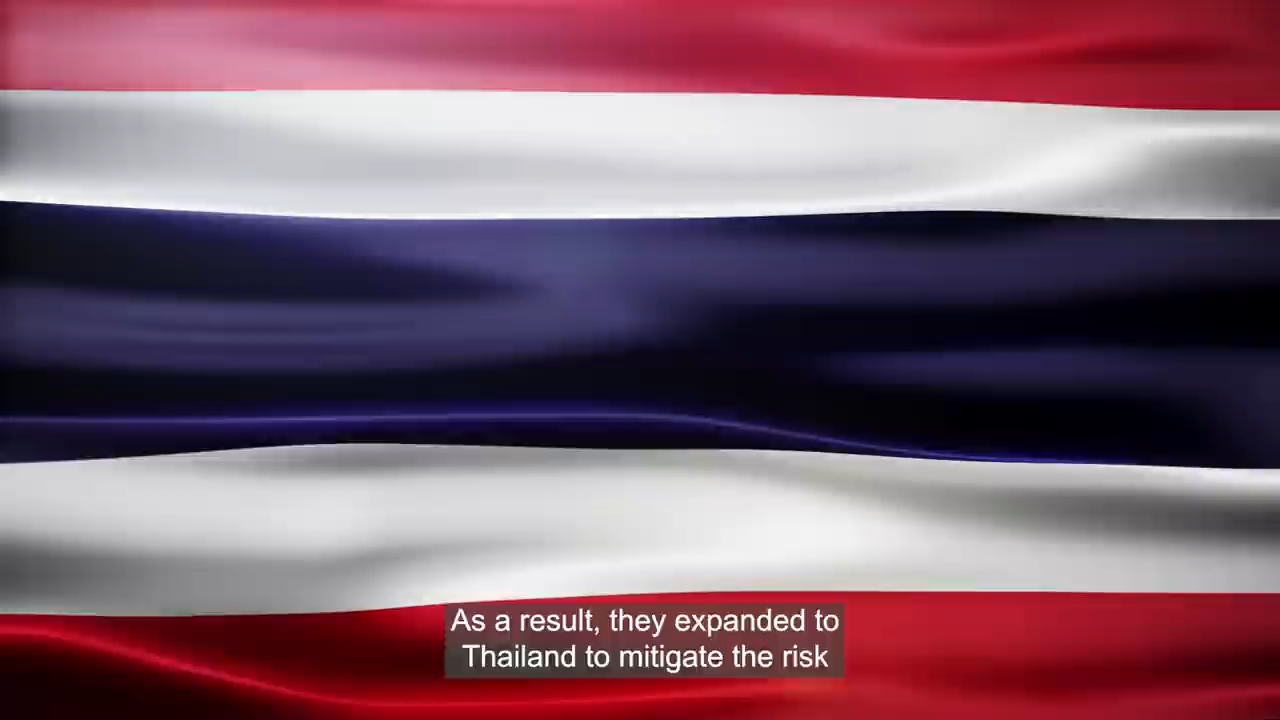 As a result, they expanded to
Thailand to mitigate the risk